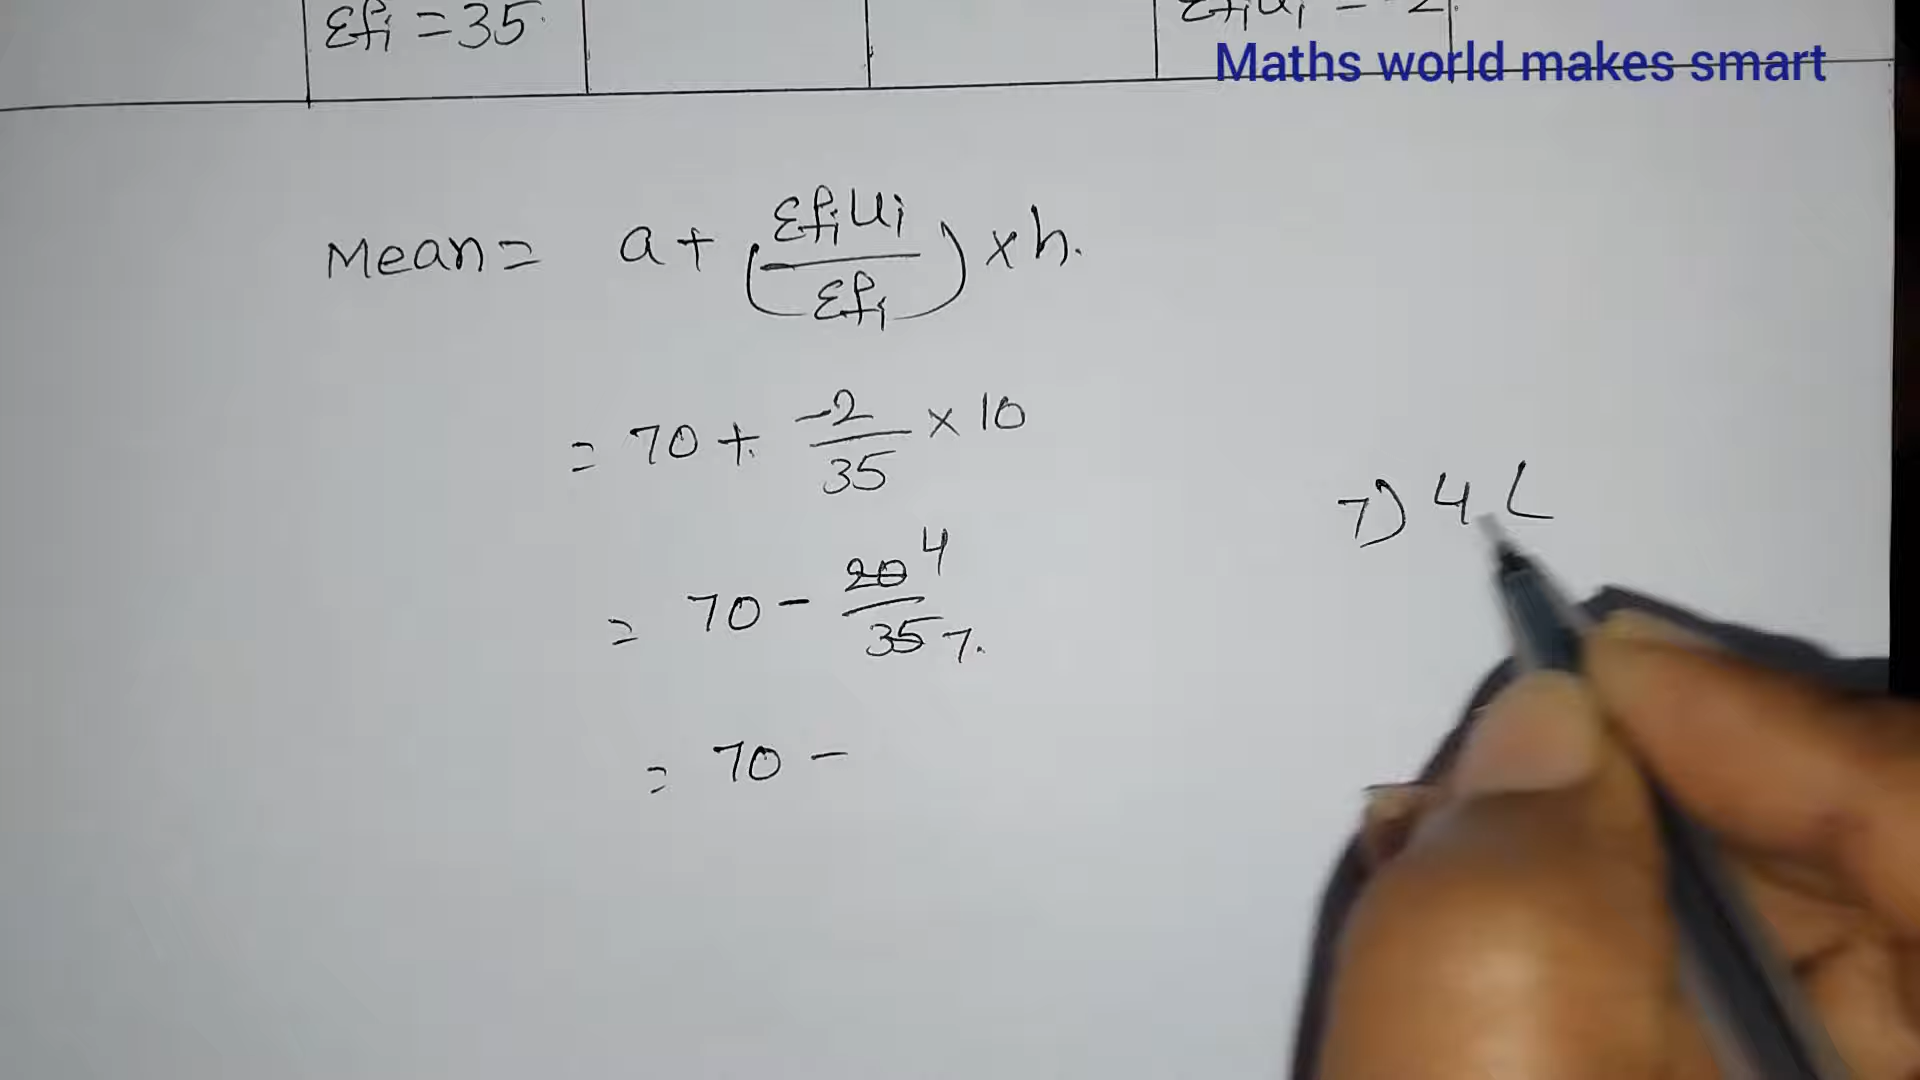 Σfi = 35
Σfiui = -2
Maths world makes smart
Mean = a + (Σfiui / Σfi) × h.
= 70 + -2/35 × 10
7) 4 (
= 70 - 20/35 4 7.
= 70 -